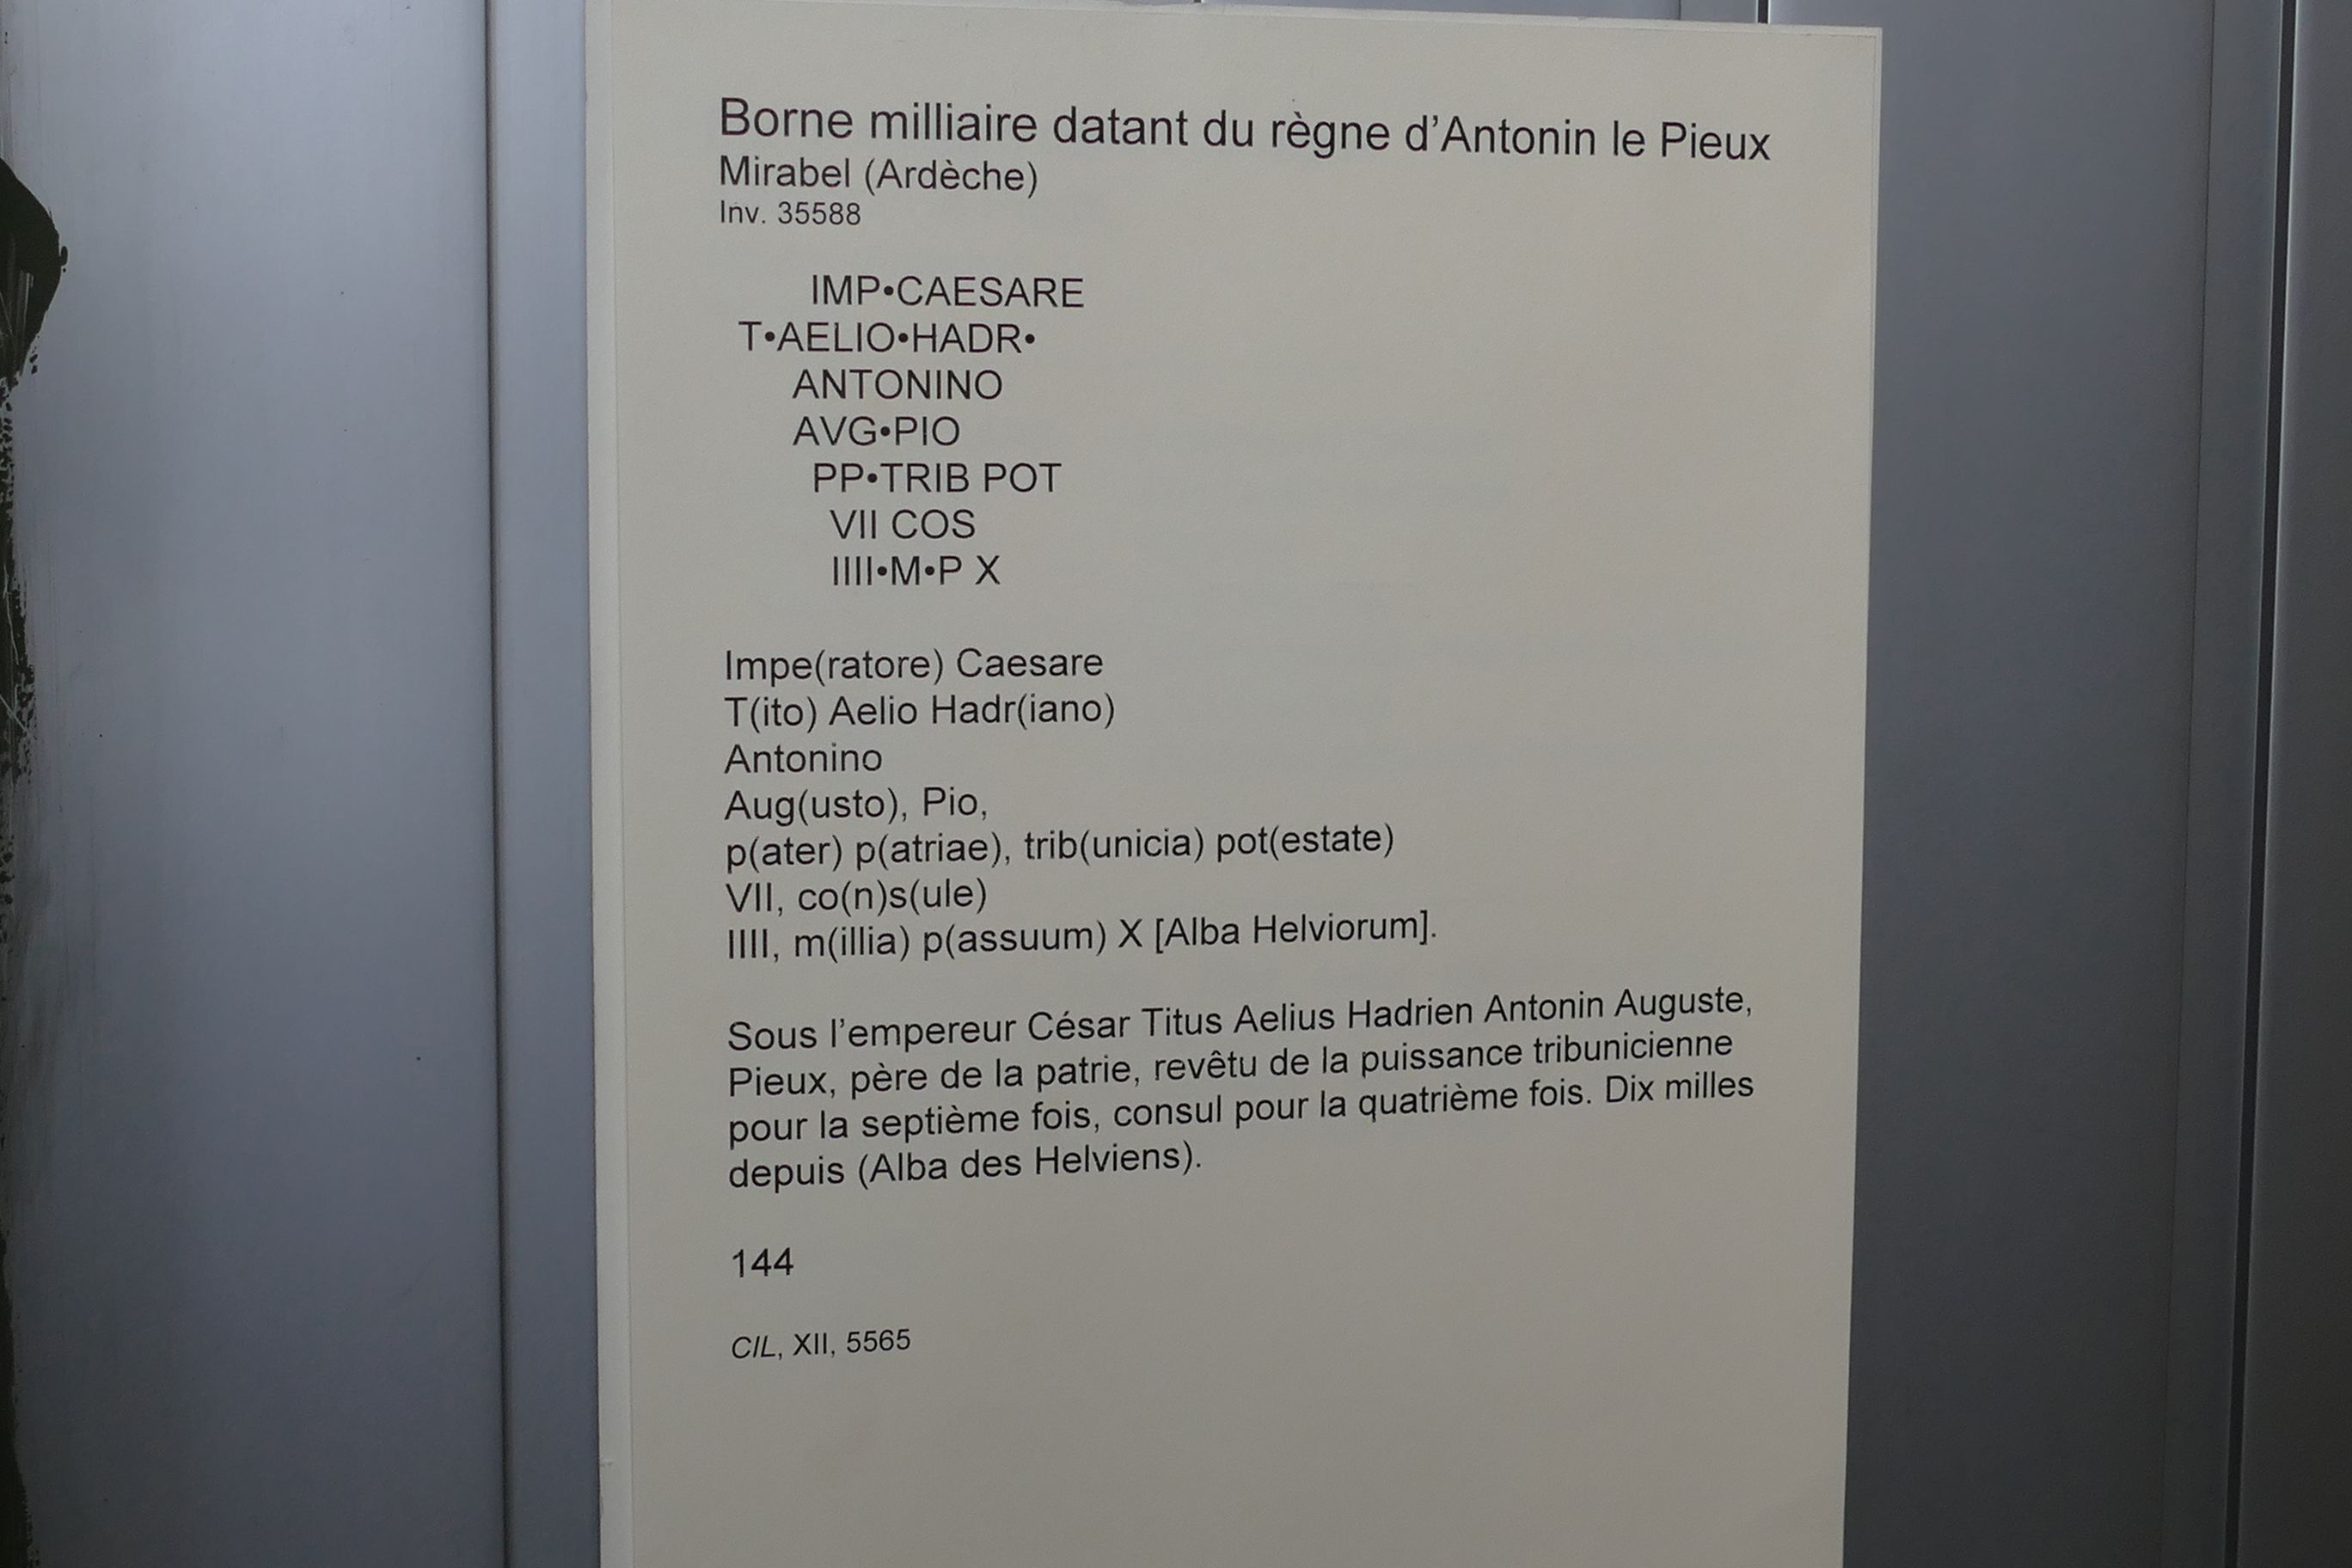 Borne milliaire datant du règne d'Antonin le Pieux
Mirabel (Ardèche)
Inv. 35588
IMP•CAESARE
T•AELIO•HADR•
ANTONINO
AVG•PIO
PP•TRIB POT
VII COS
IIII•M•P X
Impe(ratore) Caesare
T(ito) Aelio Hadr(iano)
Antonino
Aug(usto), Pio,
p(ater) p(atriae), trib(unicia) pot(estate)
VII, co(n)s(ule)
IIII, m(illia) p(assuum) X [Alba Helviorum].
Sous l'empereur César Titus Aelius Hadrien Antonin Auguste,
Pieux, père de la patrie, revêtu de la puissance tribunicienne
pour la septième fois, consul pour la quatrième fois. Dix milles
depuis (Alba des Helviens).
144
CIL, XII, 5565